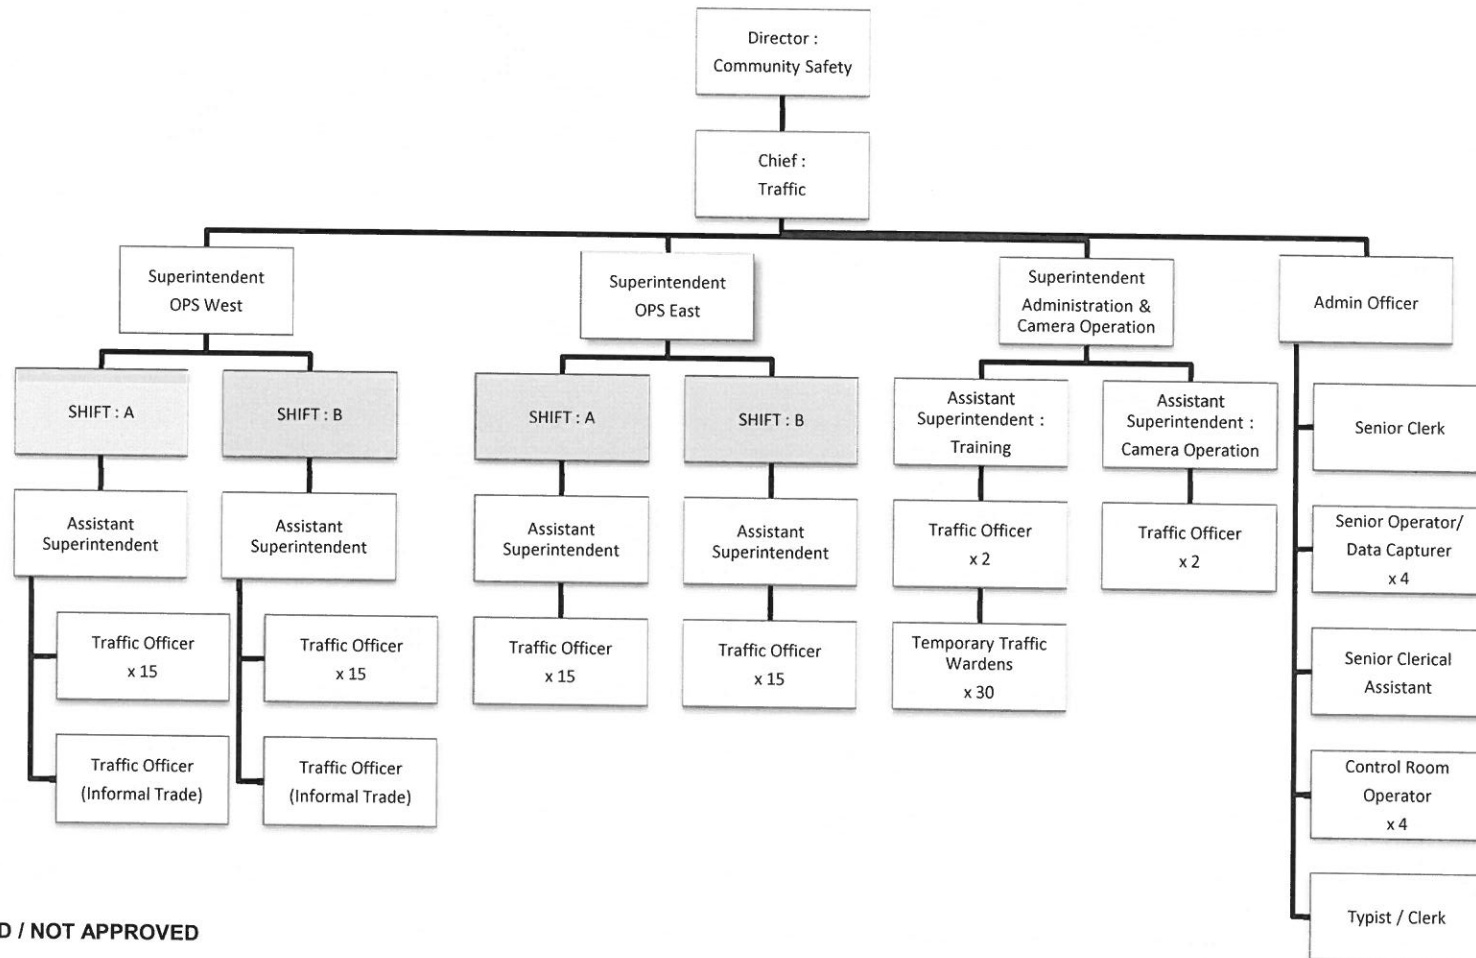 Director :
Community Safety
Chief :
Traffic
Superintendent
OPS West
Superintendent
OPS East
Superintendent
Administration &
Camera Operation
Admin Officer
SHIFT : A
SHIFT : B
SHIFT : A
SHIFT : B
Assistant
Superintendent :
Training
Assistant
Superintendent :
Camera Operation
Senior Clerk
Assistant
Superintendent
Assistant
Superintendent
Assistant
Superintendent
Assistant
Superintendent
Traffic Officer
x 2
Traffic Officer
x 2
Senior Operator/
Data Capturer
x 4
Traffic Officer
x 15
Traffic Officer
x 15
Traffic Officer
x 15
Traffic Officer
x 15
Temporary Traffic
Wardens
x 30
Senior Clerical
Assistant
Traffic Officer
(Informal Trade)
Traffic Officer
(Informal Trade)
Control Room
Operator
x 4
Typist / Clerk
D / NOT APPROVED